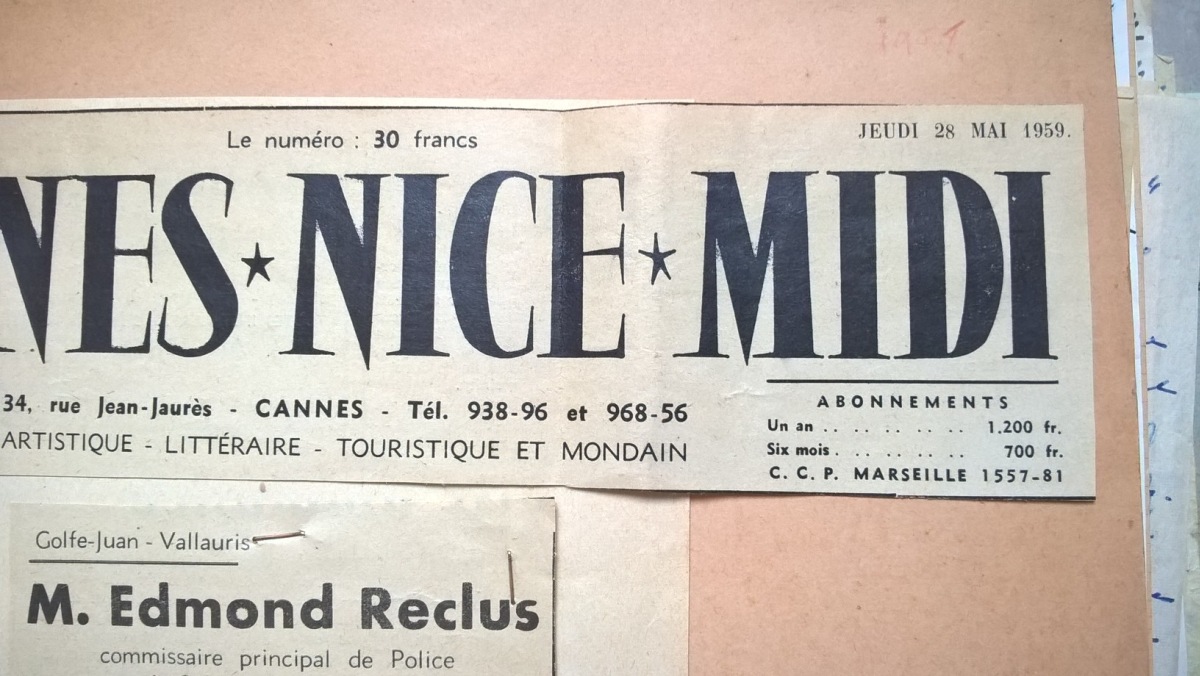 Le numéro : 30 francs
JEUDI 28 MAI 1959.
NES ★ NICE ★ MIDI
34, rue Jean-Jaurès - CANNES - Tél. 938-96 et 968-56
ARTISTIQUE - LITTÉRAIRE - TOURISTIQUE ET MONDAIN
ABONNEMENTS
Un an .. .. .. .. .. 1.200 fr.
Six mois . .. .. .. .. 700 fr.
C. C. P. MARSEILLE 1557-81
Golfe-Juan - Vallauris
M. Edmond Reclus
commissaire principal de Police